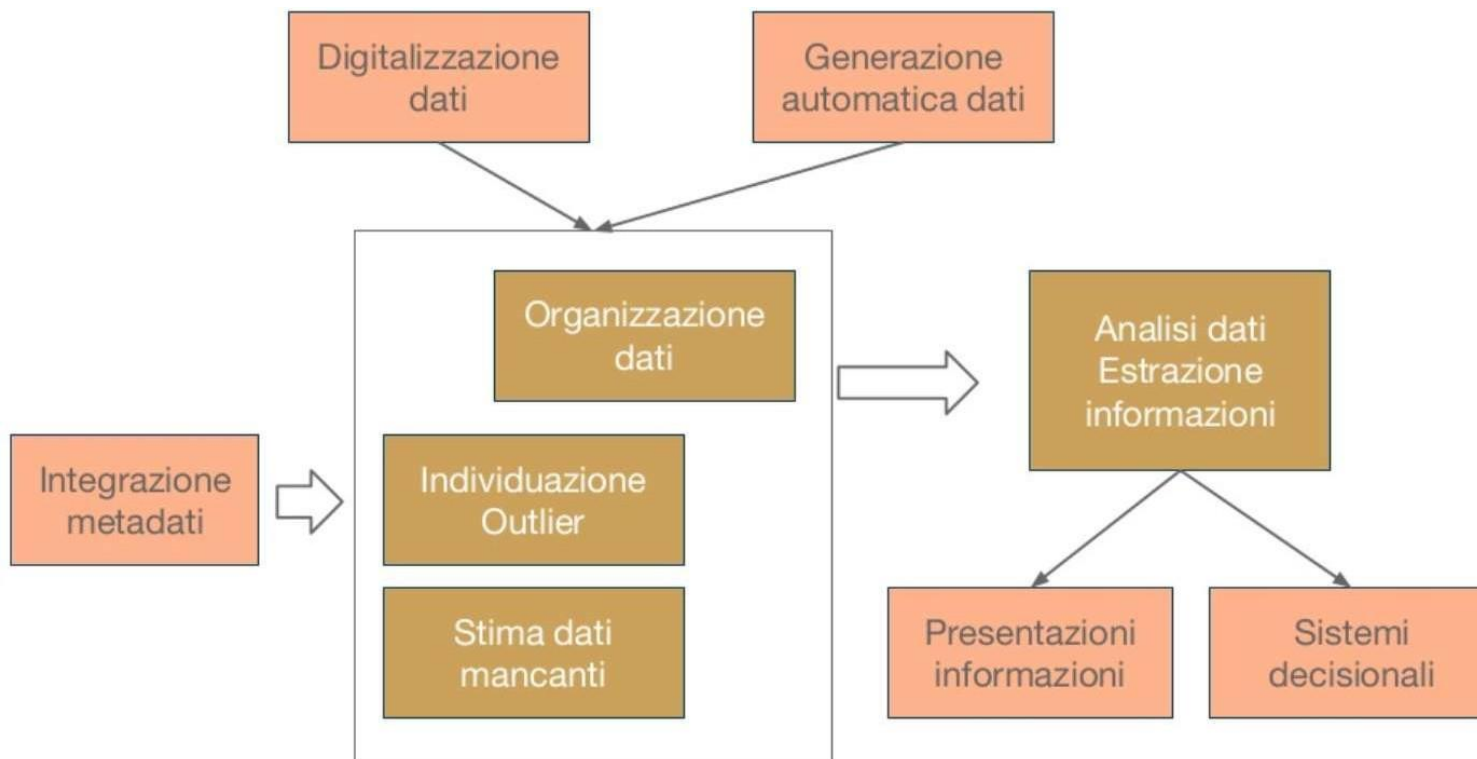 Digitalizzazione
dati
Generazione
automatica dati
Organizzazione
dati
Analisi dati
Estrazione
informazioni
Integrazione
metadati
Individuazione
Outlier
Stima dati
mancanti
Presentazioni
informazioni
Sistemi
decisionali